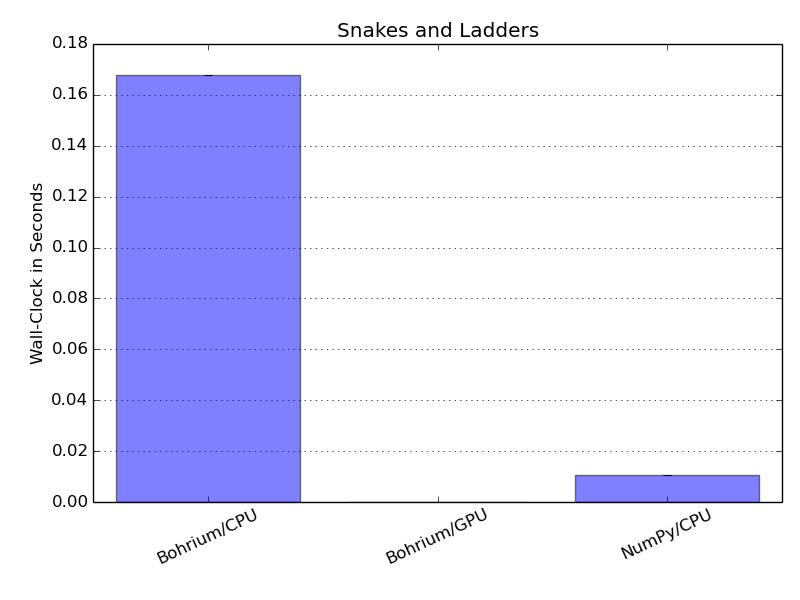 Snakes and Ladders
Wall-Clock in Seconds
0.18
0.16
0.14
0.12
0.10
0.08
0.06
0.04
0.02
0.00
Bohrium/CPU
Bohrium/GPU
NumPy/CPU